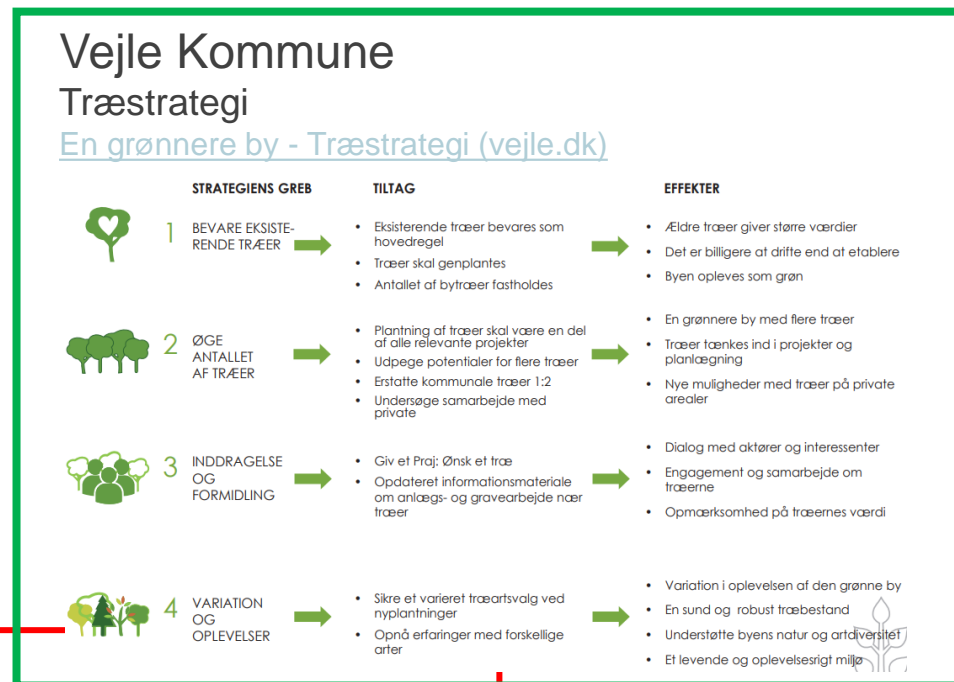 Vejle Kommune
Træstrategi
En grønnere by - Træstrategi (vejle.dk)
STRATEGIENS GREB
TILTAG
EFFEKTER
1
BEVARE EKSISTE-
RENDE TRÆER
• Eksisterende træer bevares som
hovedregel
• Træer skal genplantes
• Antallet af bytræer fastholdes
• Ældre træer giver større værdier
• Det er billigere at drifte end at etablere
• Byen opleves som grøn
2
ØGE
ANTALLET
AF TRÆER
• Plantning af træer skal være en del
af alle relevante projekter
• Udpege potentialer for flere træer
• Erstatte kommunale træer 1:2
• Undersøge samarbejde med
private
• En grønnere by med flere træer
• Træer tænkes ind i projekter og
planlægning
• Nye muligheder med træer på private
arealer
3
INDDRAGELSE
OG
FORMIDLING
• Giv et Praj: Ønsk et træ
• Opdateret informationsmateriale
om anlægs- og gravearbejde nær
træer
• Dialog med aktører og interessenter
• Engagement og samarbejde om
træerne
• Opmærksomhed på træernes værdi
4
VARIATION
OG
OPLEVELSER
• Sikre et varieret træartsvalg ved
nyplantninger
• Opnå erfaringer med forskellige
arter
• Variation i oplevelsen af den grønne by
• En sund og robust træbestand
• Understøtte byens natur og artdiversitet
• Et levende og oplevelsesrigt miljø